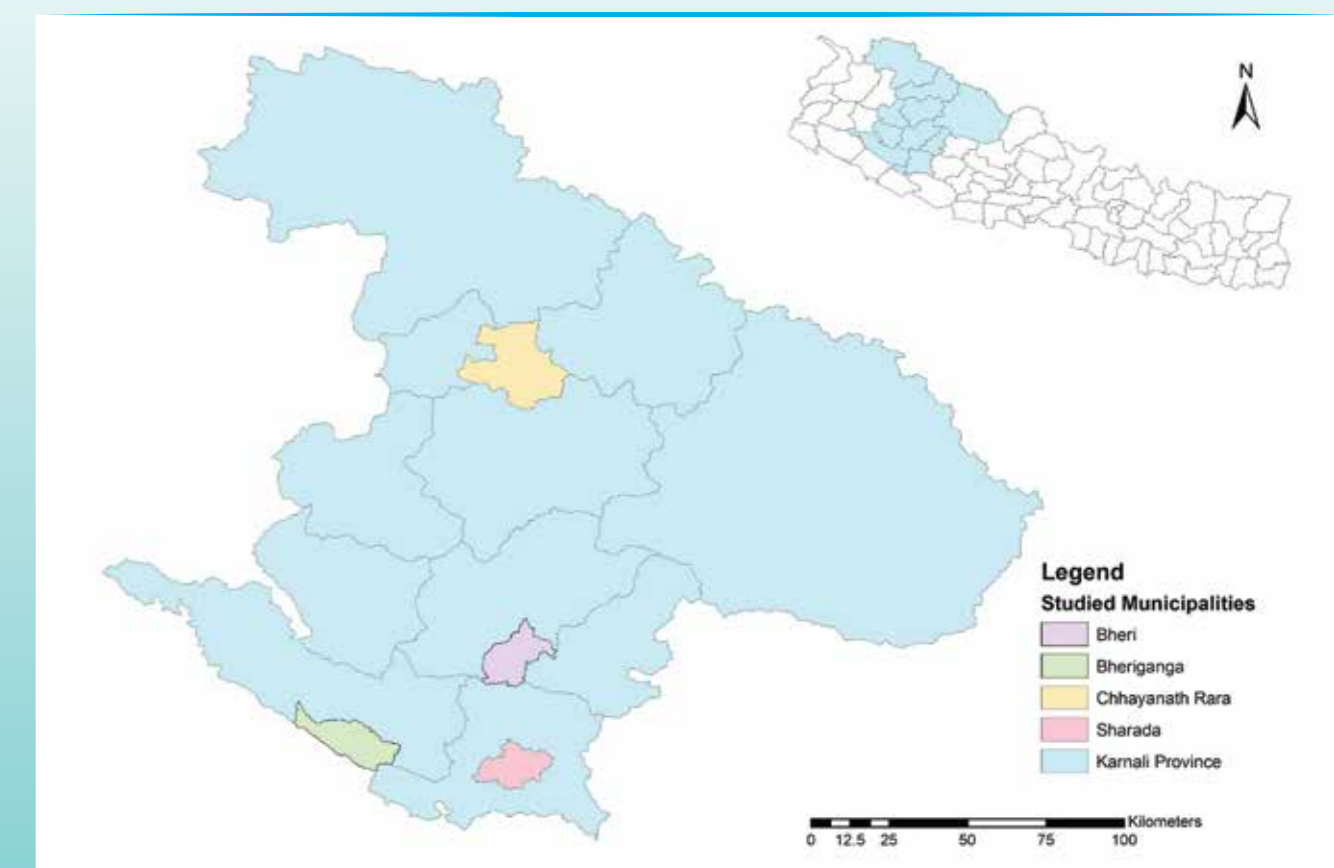 N
Legend
Studied Municipalities
Bheri
Bheriganga
Chhayanath Rara
Sharada
Karnali Province
Kilometers
0 12.5 25 50 75 100